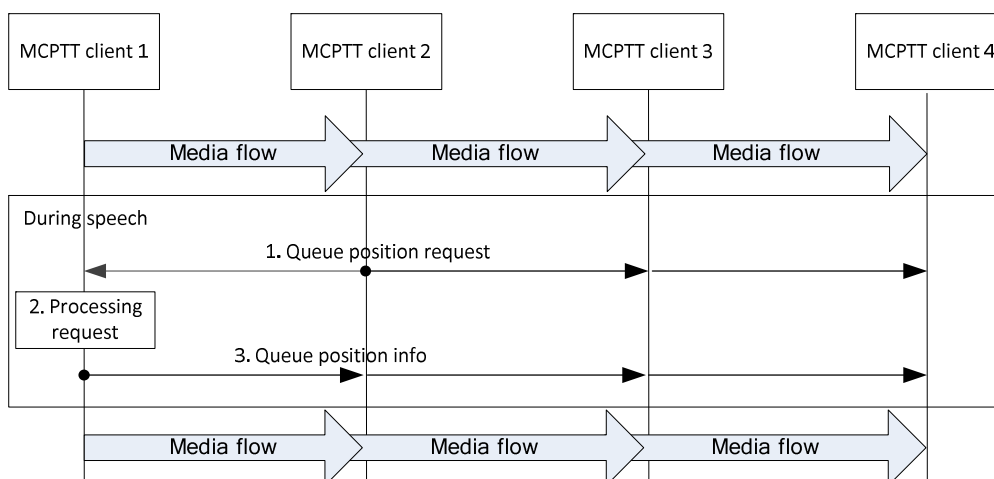 MCPTT client 1
MCPTT client 2
MCPTT client 3
MCPTT client 4
Media flow
Media flow
Media flow
During speech
1. Queue position request
2. Processing
request
3. Queue position info
Media flow
Media flow
Media flow